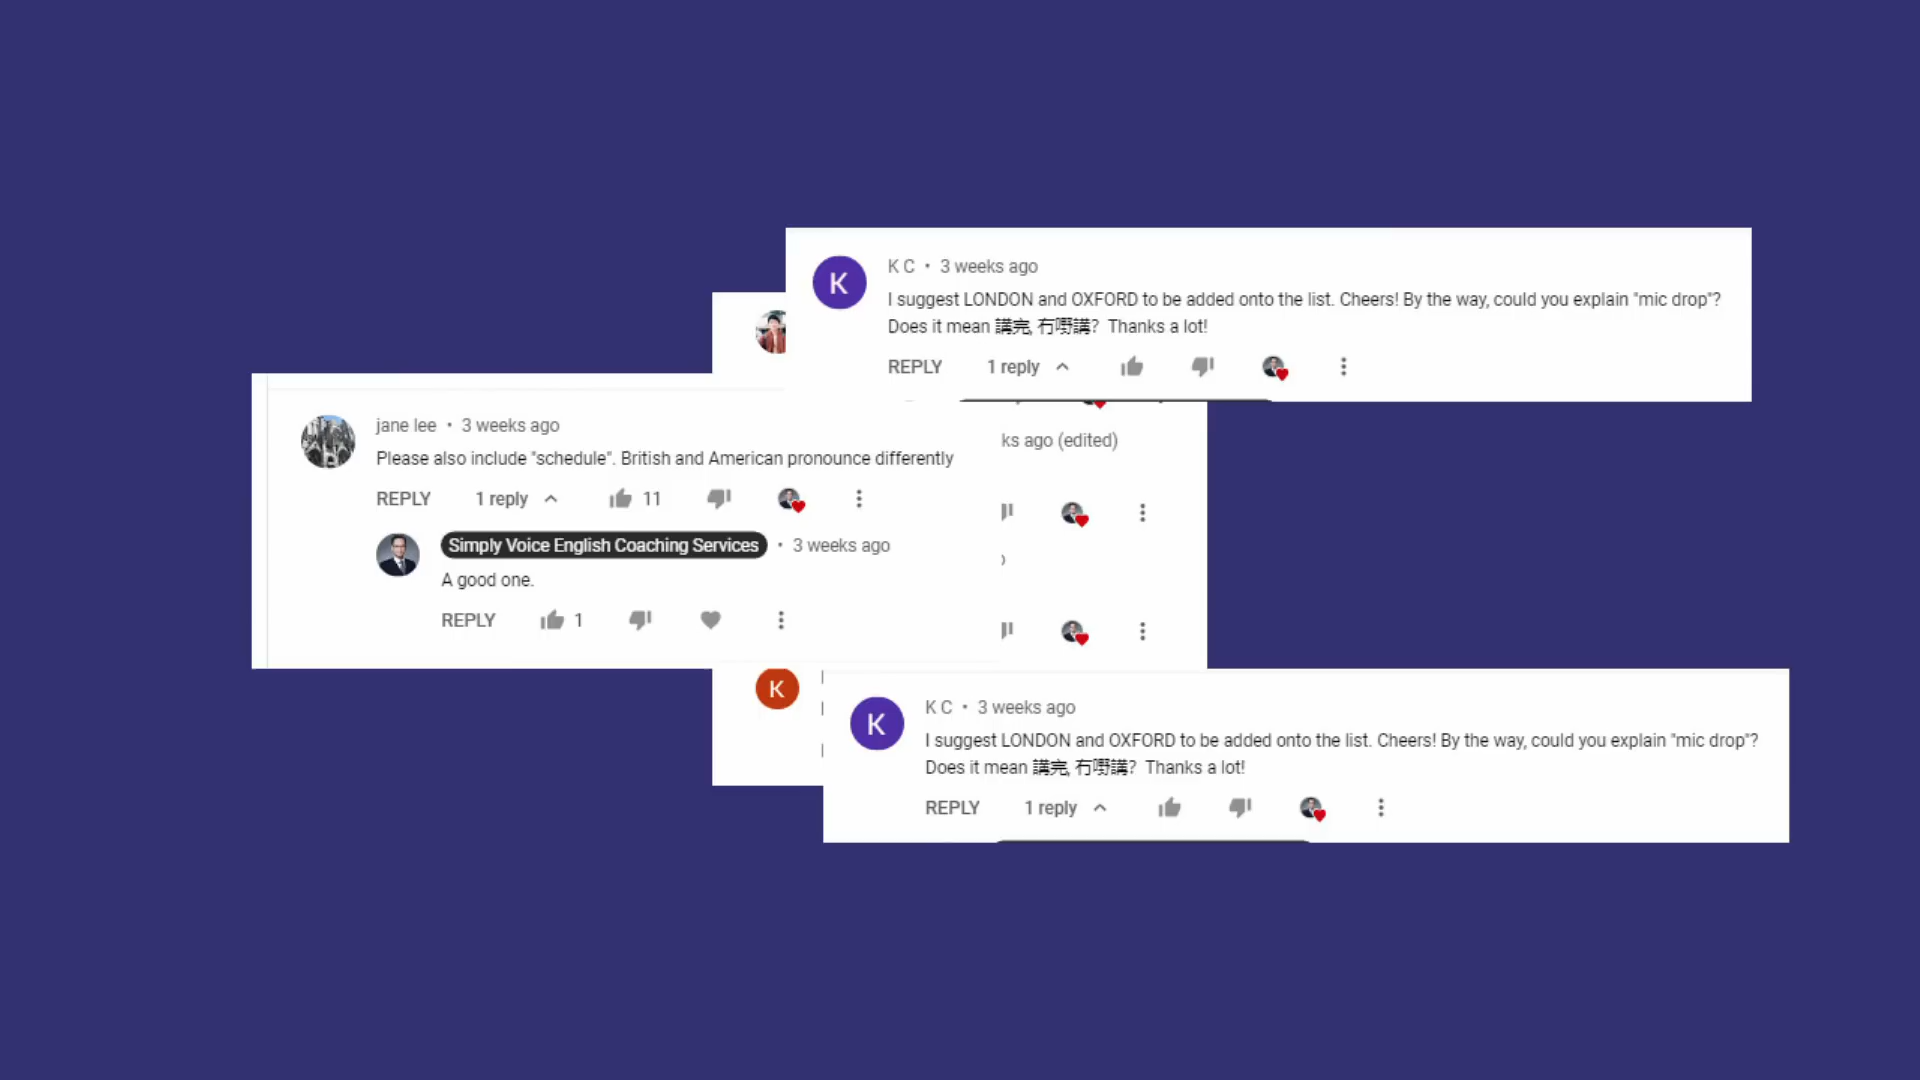 K
K C • 3 weeks ago
I suggest LONDON and OXFORD to be added onto the list. Cheers! By the way, could you explain "mic drop"?
Does it mean 講完, 冇嘢講? Thanks a lot!
REPLY 1 reply
jane lee • 3 weeks ago
Please also include "schedule". British and American pronounce differently
REPLY 1 reply 11
Simply Voice English Coaching Services • 3 weeks ago
A good one.
REPLY 1
ks ago (edited)
K
K
K C • 3 weeks ago
I suggest LONDON and OXFORD to be added onto the list. Cheers! By the way, could you explain "mic drop"?
Does it mean 講完, 冇嘢講? Thanks a lot!
REPLY 1 reply